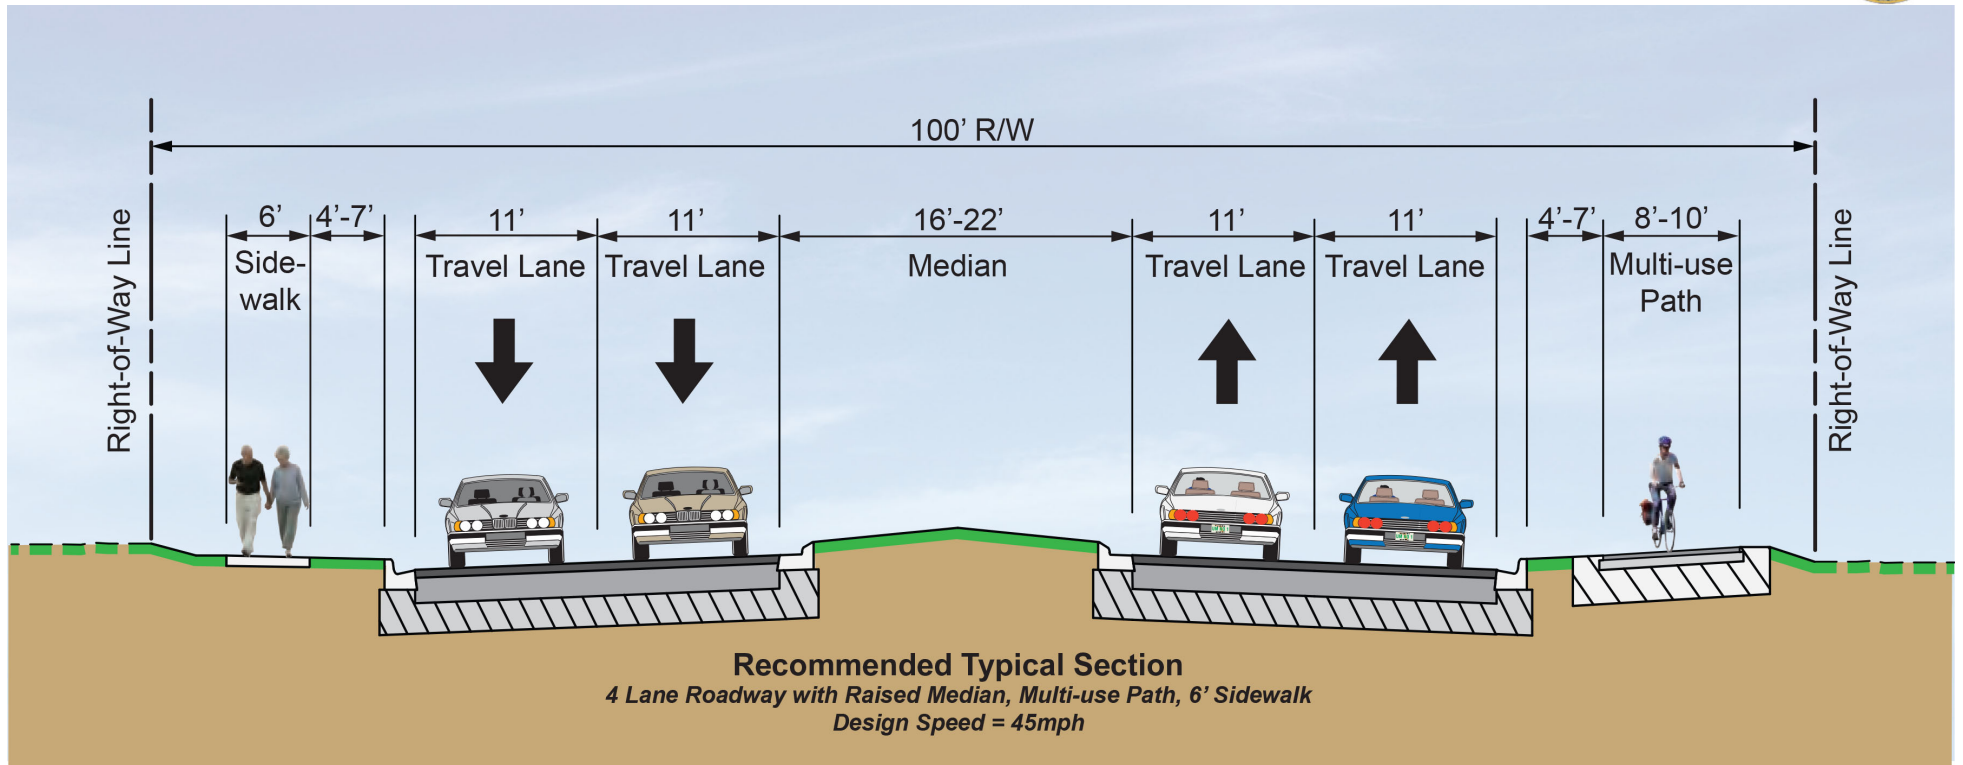 100’ R/W
Right-of-Way Line
6’
4’-7’
11’
11’
16’-22’
11’
11’
4’-7’
8’-10’
Right-of-Way Line
Side-
walk
Travel Lane
Travel Lane
Median
Travel Lane
Travel Lane
Multi-use
Path
Recommended Typical Section
4 Lane Roadway with Raised Median, Multi-use Path, 6’ Sidewalk
Design Speed = 45mph